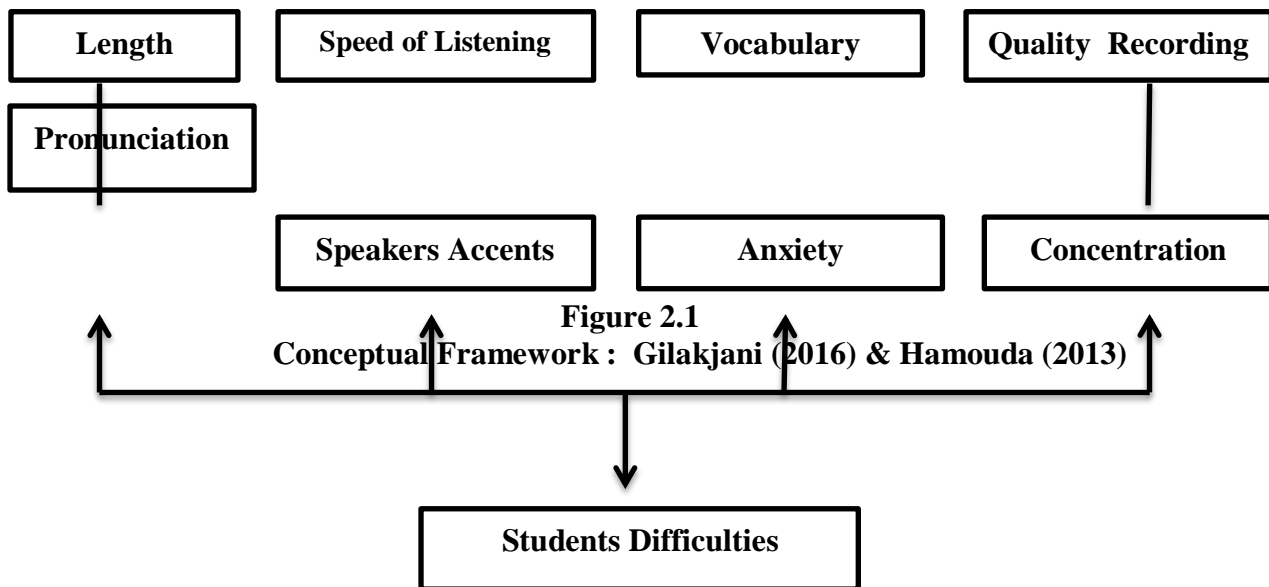 Length
Speed of Listening
Vocabulary
Quality Recording
Pronunciation
Speakers Accents
Anxiety
Concentration
Figure 2.1
Conceptual Framework : Gilakjani (2016) & Hamouda (2013)
Students Difficulties